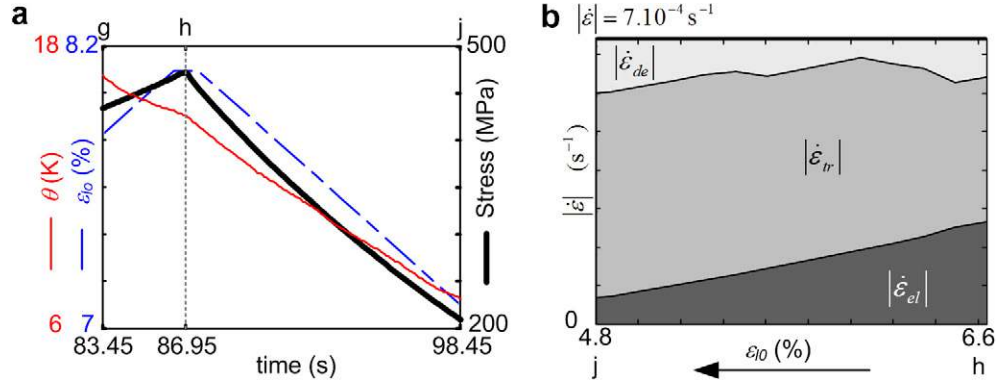 a
g h j
18 8.2 500
θ (K)
ε_lo (%)
Stress (MPa)
6 7 200
83.45 86.95 98.45
time (s)
b
|ε̇| = 7.10⁻⁴ s⁻¹
|ε̇_de|
|ε̇_tr|
|ε̇_el|
|ε̇| (s⁻¹)
0
4.8 6.6
ε_l0 (%)
j h